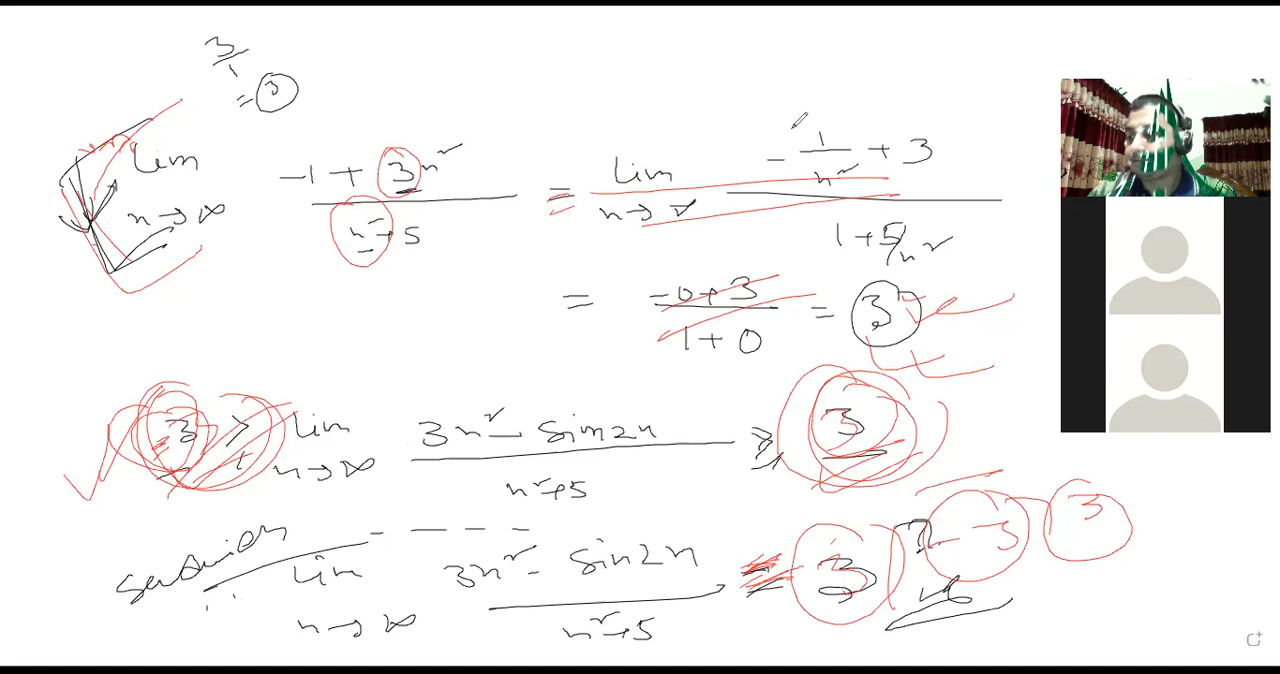 3/1
= 3
lim n→∞ (-1 + 3n²)/(n²+5) = lim n→ (-1/n² + 3)/(1 + 5/n²)
= (-0 + 3)/(1 + 0) = 3
3 ≥ lim n→∞ (3n² - sin2n)/(n²+5) ≥ 3
- - - -
∴ lim n→∞ (3n² - sin2n)/(n²+5) = 3 -3 3